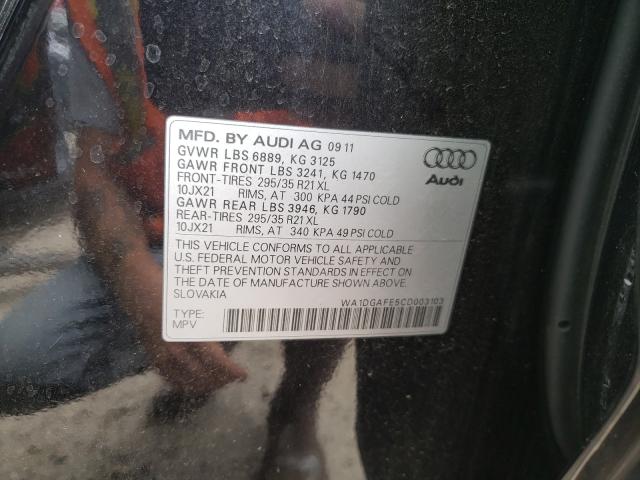 MFD. BY AUDI AG 09 11
GVWR LBS 6889, KG 3125
GAWR FRONT LBS 3241, KG 1470
FRONT-TIRES 295/35 R21 XL
10JX21 RIMS, AT 300 KPA 44 PSI COLD
GAWR REAR LBS 3946, KG 1790
REAR-TIRES 295/35 R21 XL
10JX21 RIMS, AT 340 KPA 49 PSI COLD
Audi
THIS VEHICLE CONFORMS TO ALL APPLICABLE
U.S. FEDERAL MOTOR VEHICLE SAFETY AND
THEFT PREVENTION STANDARDS IN EFFECT ON
THE DATE OF MANUFACTURE SHOWN ABOVE.
SLOVAKIA
WA1DGAFE5CD003103
TYPE:
MPV